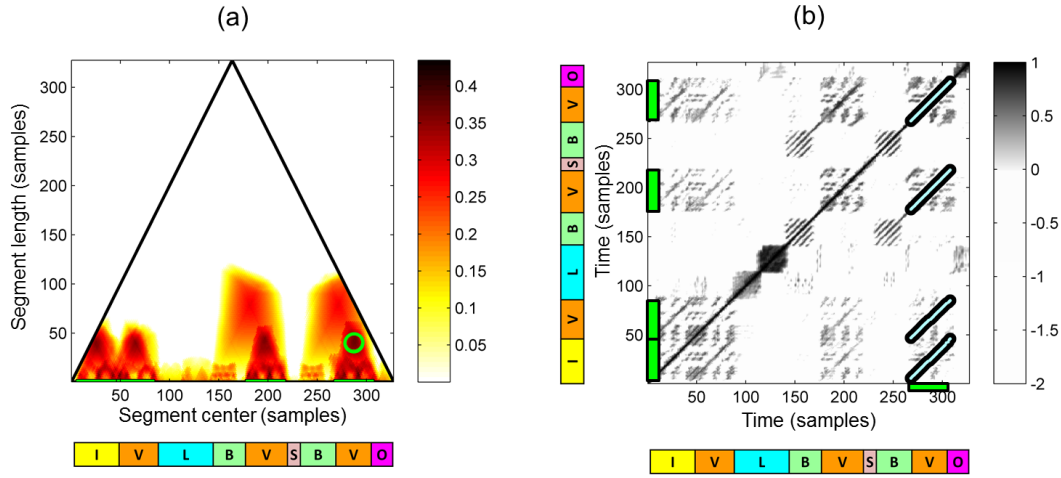 (a)
Segment length (samples)
300
250
200
150
100
50
50 100 150 200 250 300
Segment center (samples)
0.4
0.35
0.3
0.25
0.2
0.15
0.1
0.05
I V L B V S B V O
(b)
O
V
B
S
V
B
L
V
I
Time (samples)
300
250
200
150
100
50
50 100 150 200 250 300
Time (samples)
1
0.5
0
-0.5
-1
-1.5
-2
I V L B V S B V O